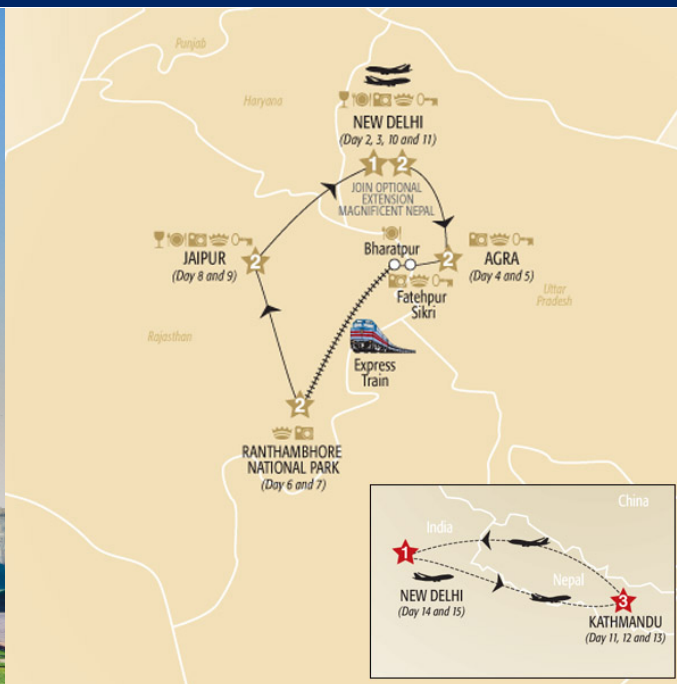 Punjab
Haryana
NEW DELHI
(Day 2, 3, 10 and 11)
1 2
JOIN OPTIONAL
EXTENSION
MAGNIFICENT NEPAL
Bharatpur
JAIPUR
(Day 8 and 9)
2
2
AGRA
(Day 4 and 5)
Fatehpur
Sikri
Uttar
Pradesh
Rajasthan
Express
Train
2
RANTHAMBHORE
NATIONAL PARK
(Day 6 and 7)
China
India
1
Nepal
NEW DELHI
(Day 14 and 15)
3
KATHMANDU
(Day 11, 12 and 13)